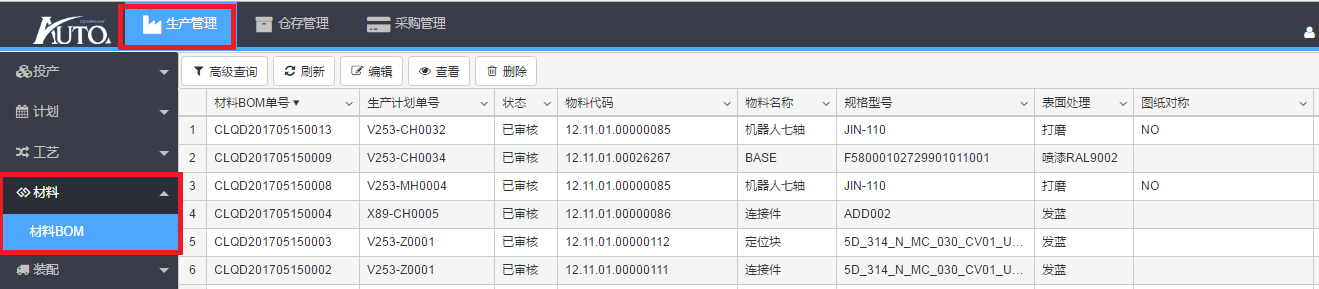 AUTO. TECHNOLOGY 生产管理 仓存管理 采购管理
投产 高级查询 刷新 编辑 查看 删除
材料BOM单号 生产计划单号 状态 物料代码 物料名称 规格型号 表面处理 图纸对称
计划
1 CLQD201705150013 V253-CH0032 已审核 12.11.01.00000085 机器人七轴 JIN-110 打磨 NO
工艺
2 CLQD201705150009 V253-CH0034 已审核 12.11.01.00026267 BASE F58000102729901011001 喷漆RAL9002
材料
3 CLQD201705150008 V253-MH0004 已审核 12.11.01.00000085 机器人七轴 JIN-110 打磨 NO
4 CLQD201705150004 X89-CH0005 已审核 12.11.01.00000086 连接件 ADD002 发蓝
材料BOM
5 CLQD201705150003 V253-Z0001 已审核 12.11.01.00000112 定位块 5D_314_N_MC_030_CV01_U... 发蓝
装配
6 CLQD201705150002 V253-Z0001 已审核 12.11.01.00000111 连接件 5D_314_N_MC_030_CV01_U... 发蓝